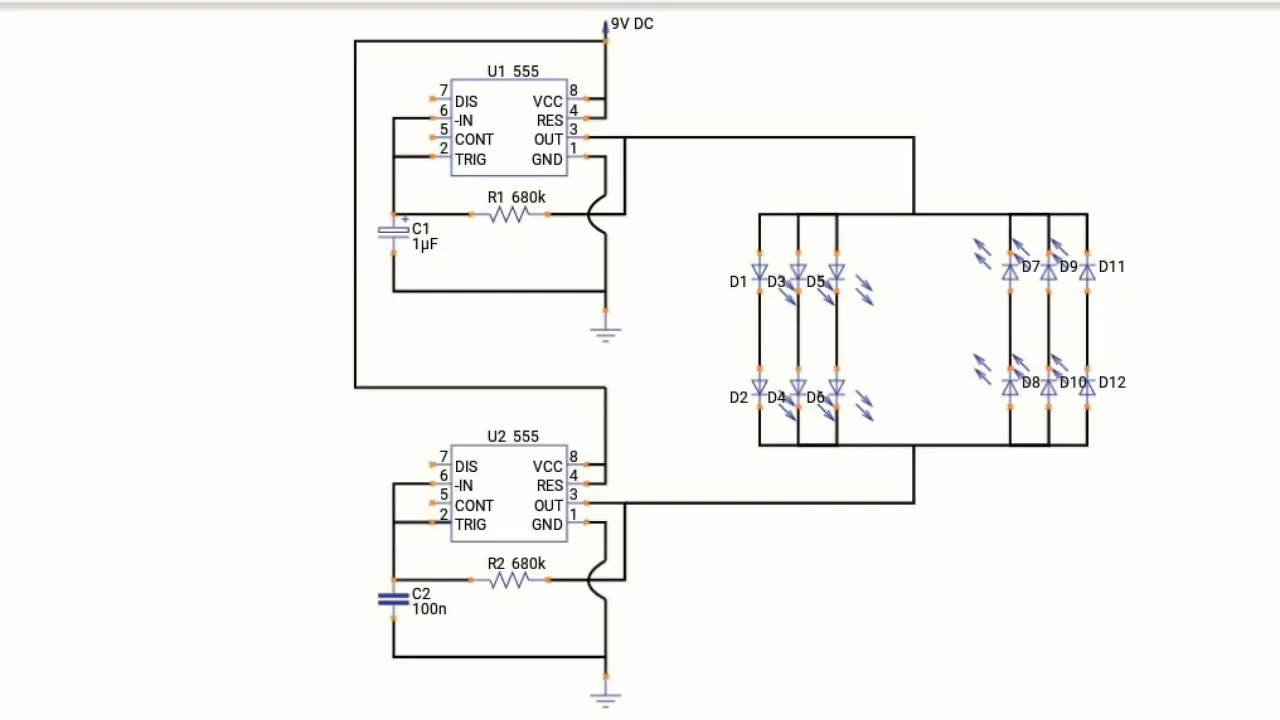 9V DC
U1 555
7
DIS
VCC
8
6
-IN
RES
4
5
CONT
OUT
3
2
TRIG
GND
1
R1 680k
+
C1
1µF
D1
D3
D5
D7
D9
D11
D2
D4
D6
D8
D10
D12
U2 555
7
DIS
VCC
8
6
-IN
RES
4
5
CONT
OUT
3
2
TRIG
GND
1
R2 680k
C2
100n